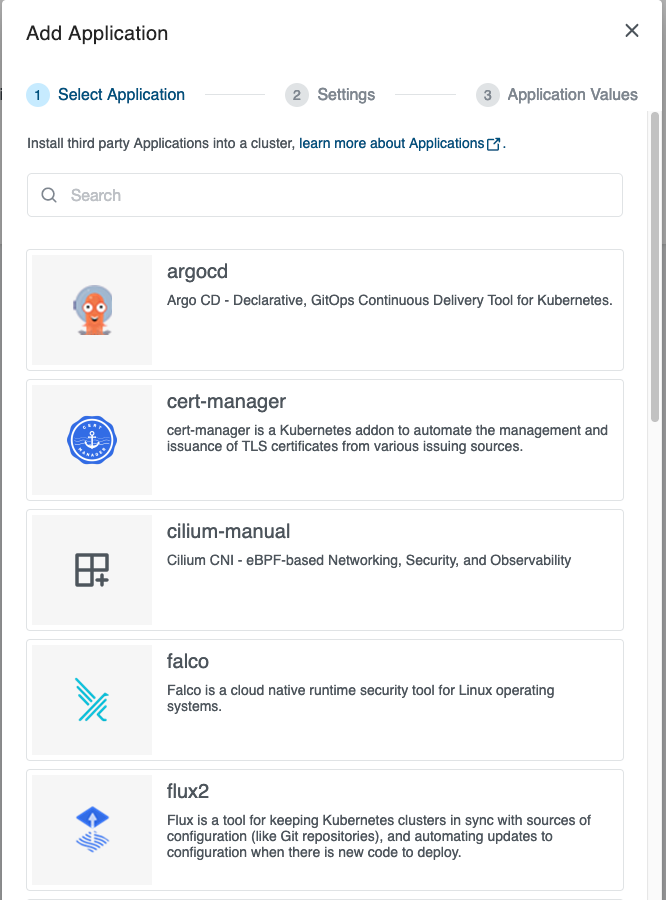 Add Application
1 Select Application 2 Settings 3 Application Values
Install third party Applications into a cluster, learn more about Applications.
Search
argocd
Argo CD - Declarative, GitOps Continuous Delivery Tool for Kubernetes.
CERT
MANAGER
cert-manager
cert-manager is a Kubernetes addon to automate the management and
issuance of TLS certificates from various issuing sources.
cilium-manual
Cilium CNI - eBPF-based Networking, Security, and Observability
falco
Falco is a cloud native runtime security tool for Linux operating
systems.
flux2
Flux is a tool for keeping Kubernetes clusters in sync with sources of
configuration (like Git repositories), and automating updates to
configuration when there is new code to deploy.